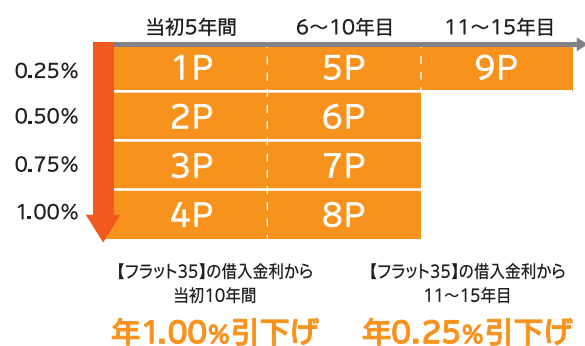 当初5年間 6〜10年目 11〜15年目
0.25% 1P 5P 9P
0.50% 2P 6P
0.75% 3P 7P
1.00% 4P 8P
【フラット35】の借入金利から
当初10年間
年1.00%引下げ
【フラット35】の借入金利から
11〜15年目
年0.25%引下げ